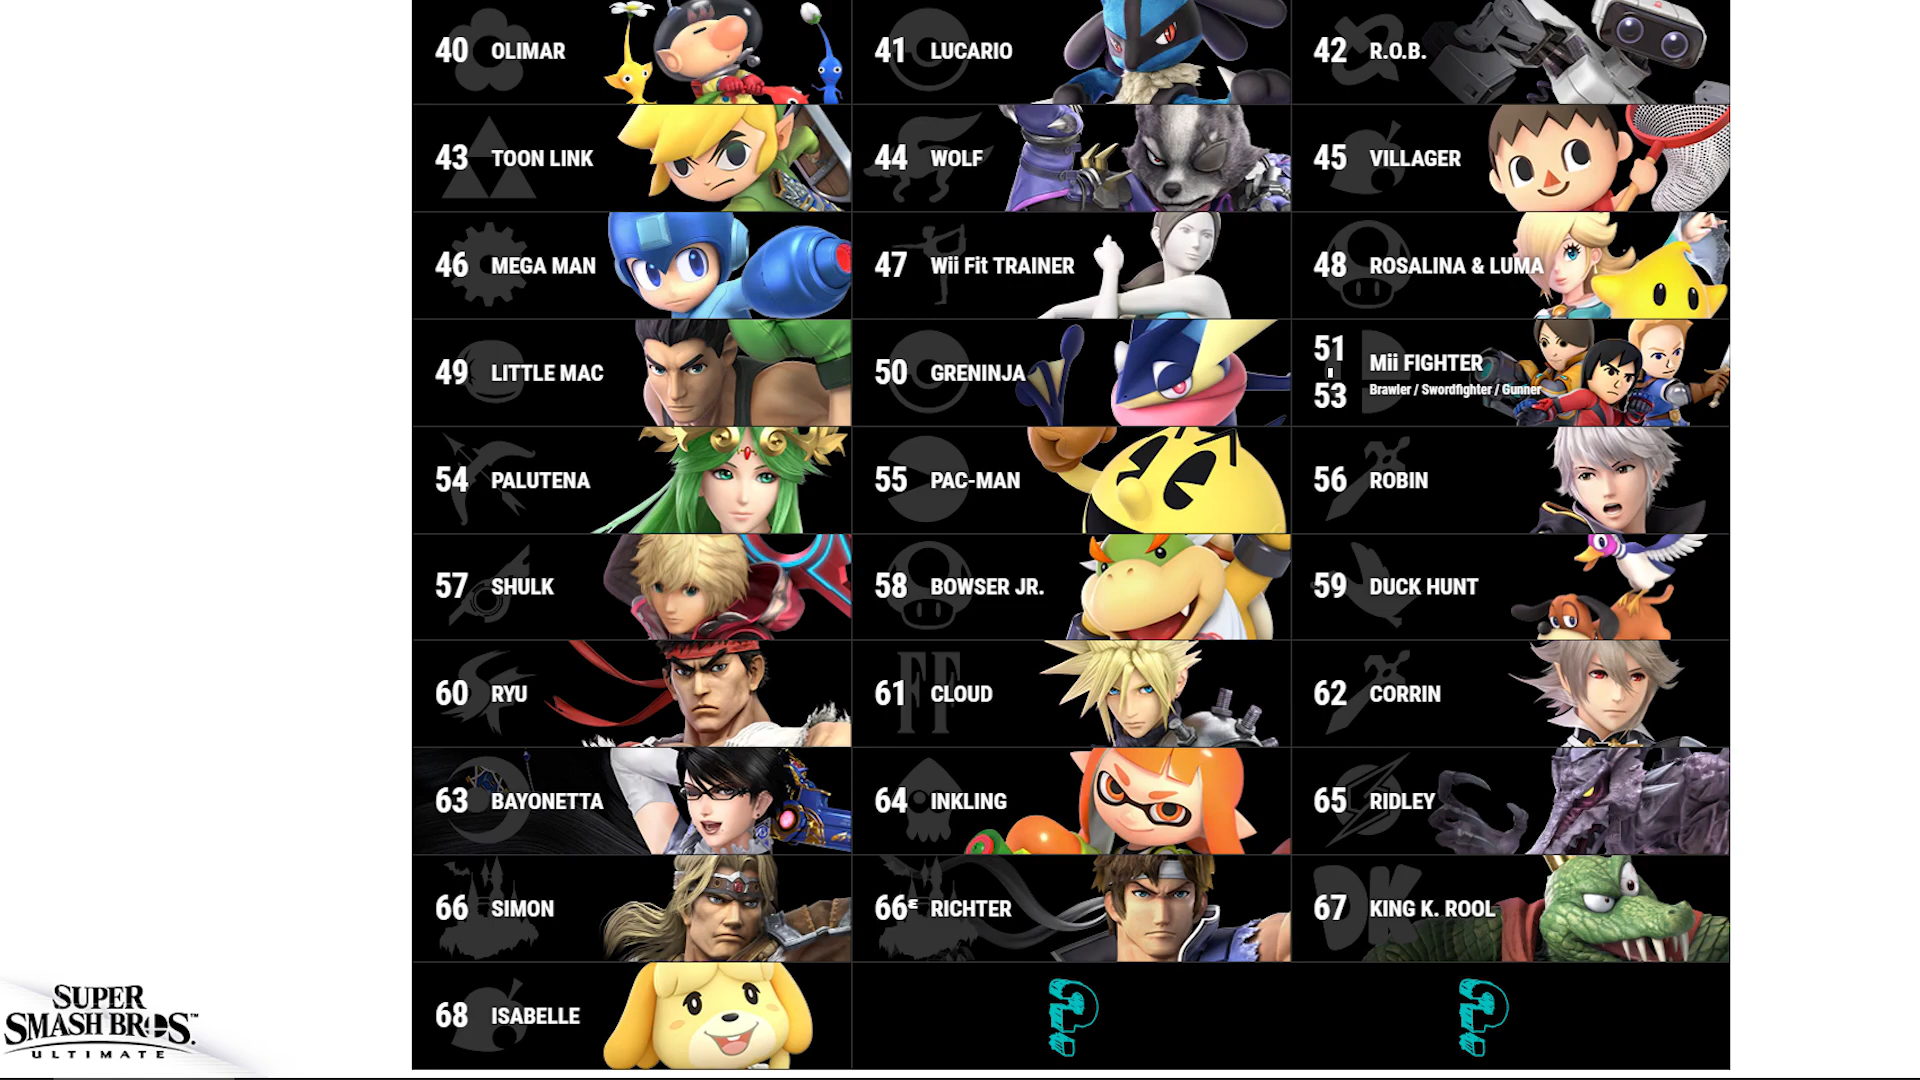 40 OLIMAR
41 LUCARIO
42 R.O.B.
43 TOON LINK
44 WOLF
45 VILLAGER
46 MEGA MAN
47 Wii Fit TRAINER
48 ROSALINA & LUMA
49 LITTLE MAC
50 GRENINJA
51
-
53
Mii FIGHTER
Brawler / Swordfighter / Gunner
54 PALUTENA
55 PAC-MAN
56 ROBIN
57 SHULK
58 BOWSER JR.
59 DUCK HUNT
60 RYU
FF
61 CLOUD
62 CORRIN
63 BAYONETTA
64 INKLING
65 RIDLEY
66 SIMON
66ᴱ RICHTER
DK
67 KING K. ROOL
68 ISABELLE
?
?
SUPER
SMASH BROS.™
ULTIMATE